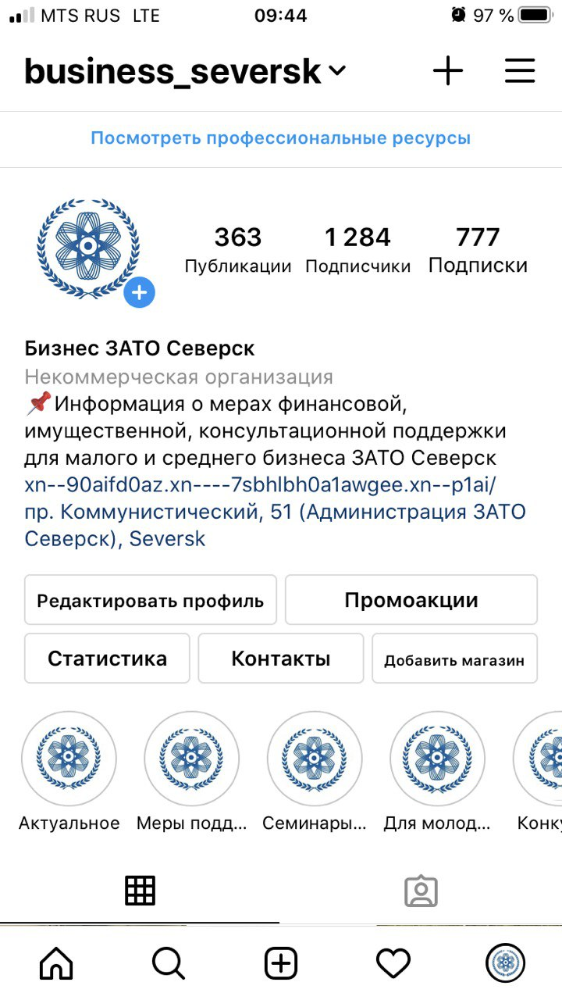 MTS RUS LTE 09:44 97 %
business_seversk
Посмотреть профессиональные ресурсы
363 1 284 777
Публикации Подписчики Подписки
Бизнес ЗАТО Северск
Некоммерческая организация
📌Информация о мерах финансовой,
имущественной, консультационной поддержки
для малого и среднего бизнеса ЗАТО Северск
xn--90aifd0az.xn----7sbhlbh0a1awgee.xn--p1ai/
пр. Коммунистический, 51 (Администрация ЗАТО
Северск), Seversk
Редактировать профиль Промоакции
Статистика Контакты Добавить магазин
Актуальное Меры подд... Семинары... Для молод... Конку